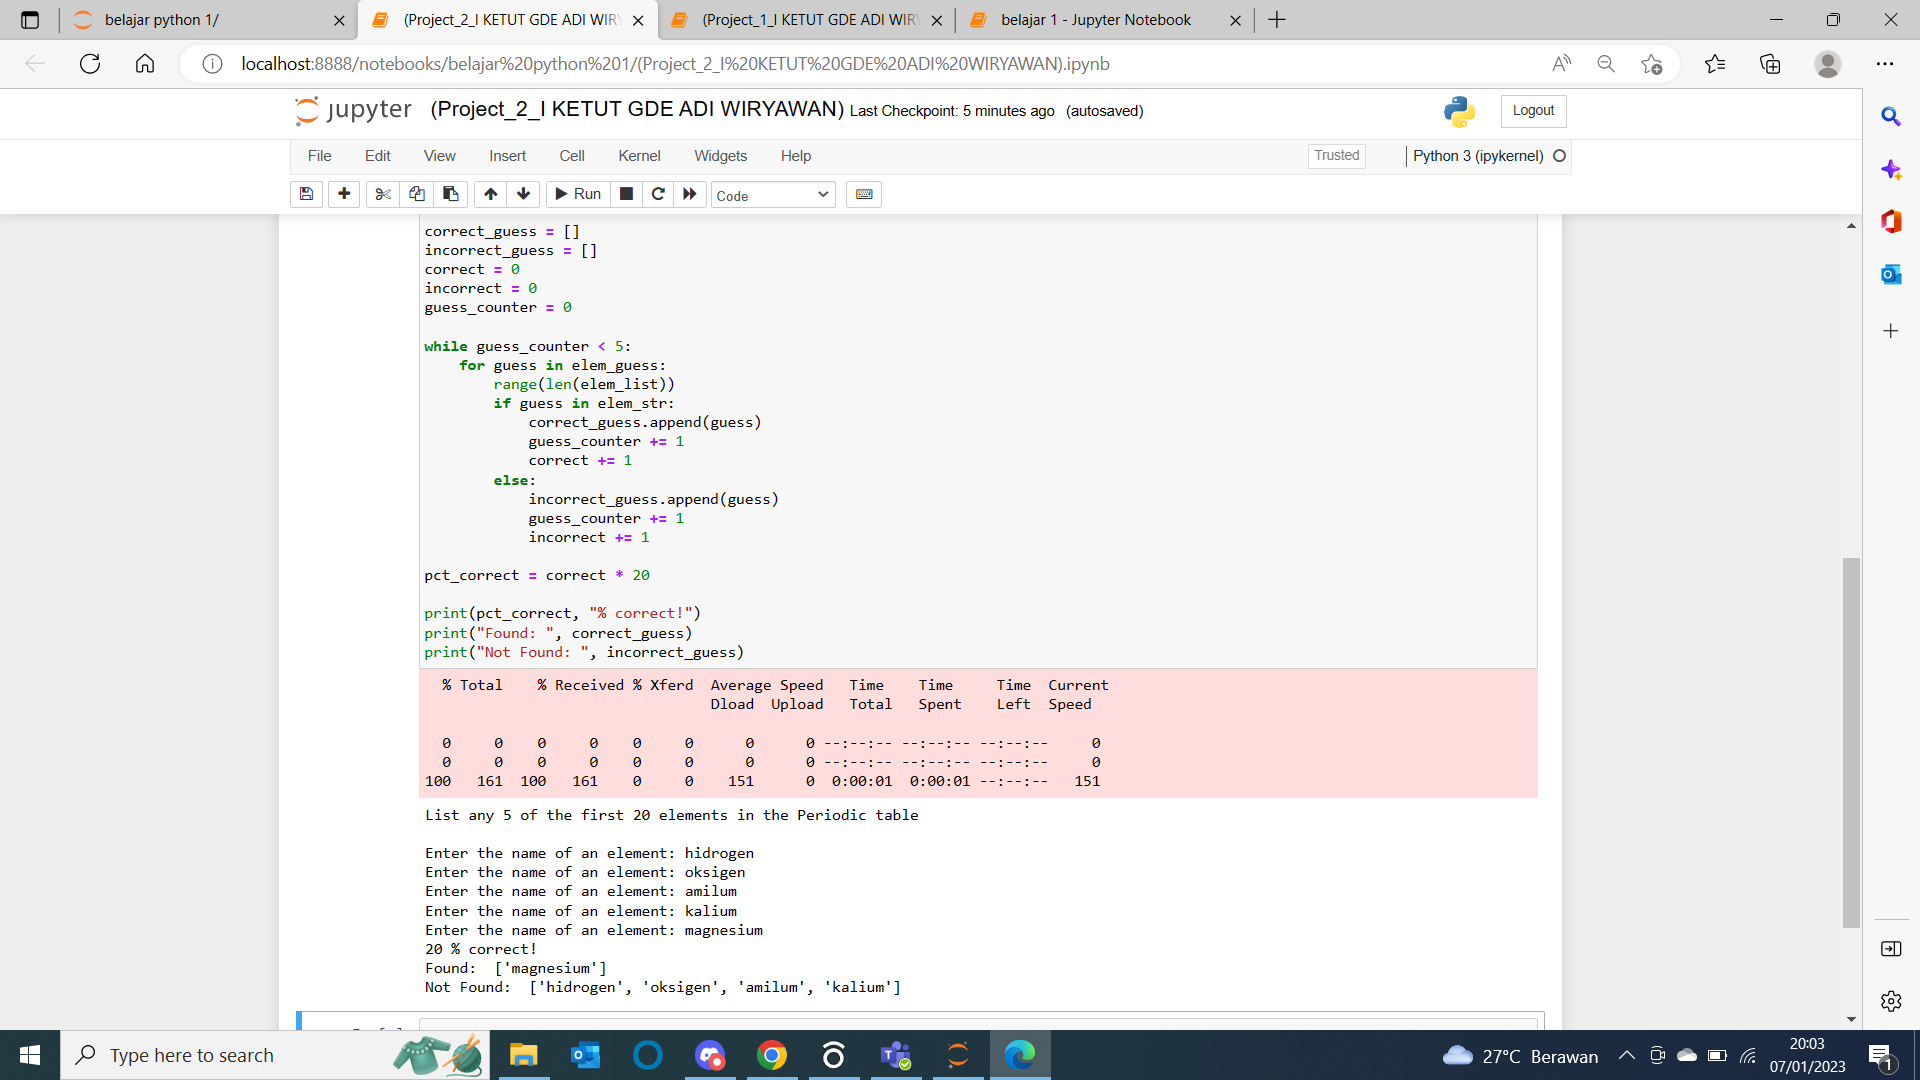 belajar python 1/
(Project_2_I KETUT GDE ADI WIR
(Project_1_I KETUT GDE ADI WIR
belajar 1 - Jupyter Notebook
localhost:8888/notebooks/belajar%20python%201/(Project_2_I%20KETUT%20GDE%20ADI%20WIRYAWAN).ipynb
jupyter (Project_2_I KETUT GDE ADI WIRYAWAN) Last Checkpoint: 5 minutes ago (autosaved)
Logout
File Edit View Insert Cell Kernel Widgets Help
Trusted
Python 3 (ipykernel)
Run
Code
correct_guess = []
incorrect_guess = []
correct = 0
incorrect = 0
guess_counter = 0
while guess_counter < 5:
for guess in elem_guess:
range(len(elem_list))
if guess in elem_str:
correct_guess.append(guess)
guess_counter += 1
correct += 1
else:
incorrect_guess.append(guess)
guess_counter += 1
incorrect += 1
pct_correct = correct * 20
print(pct_correct, "% correct!")
print("Found: ", correct_guess)
print("Not Found: ", incorrect_guess)
% Total % Received % Xferd Average Speed Time Time Time Current
Dload Upload Total Spent Left Speed
0 0 0 0 0 0 0 0 --:--:-- --:--:-- --:--:-- 0
0 0 0 0 0 0 0 0 --:--:-- --:--:-- --:--:-- 0
100 161 100 161 0 0 151 0 0:00:01 0:00:01 --:--:-- 151
List any 5 of the first 20 elements in the Periodic table
Enter the name of an element: hidrogen
Enter the name of an element: oksigen
Enter the name of an element: amilum
Enter the name of an element: kalium
Enter the name of an element: magnesium
20 % correct!
Found: ['magnesium']
Not Found: ['hidrogen', 'oksigen', 'amilum', 'kalium']
Type here to search
27°C Berawan
20:03
07/01/2023
1